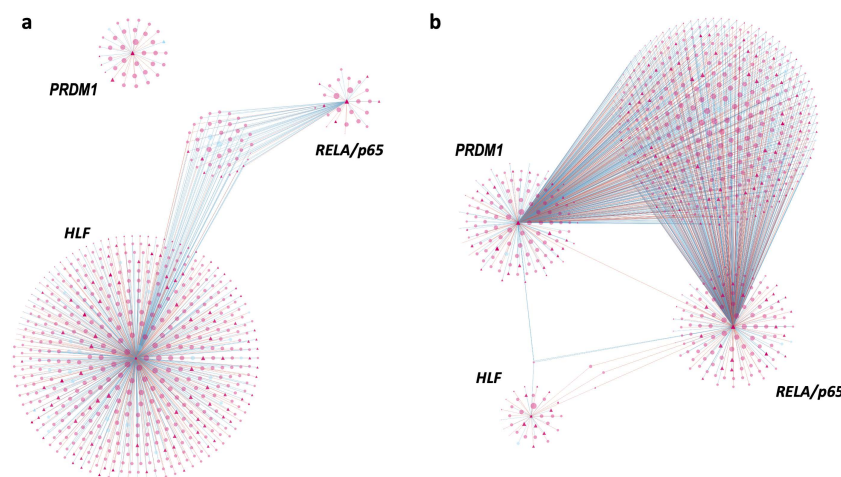 a
b
PRDM1
RELA/p65
HLF
PRDM1
HLF
RELA/p65